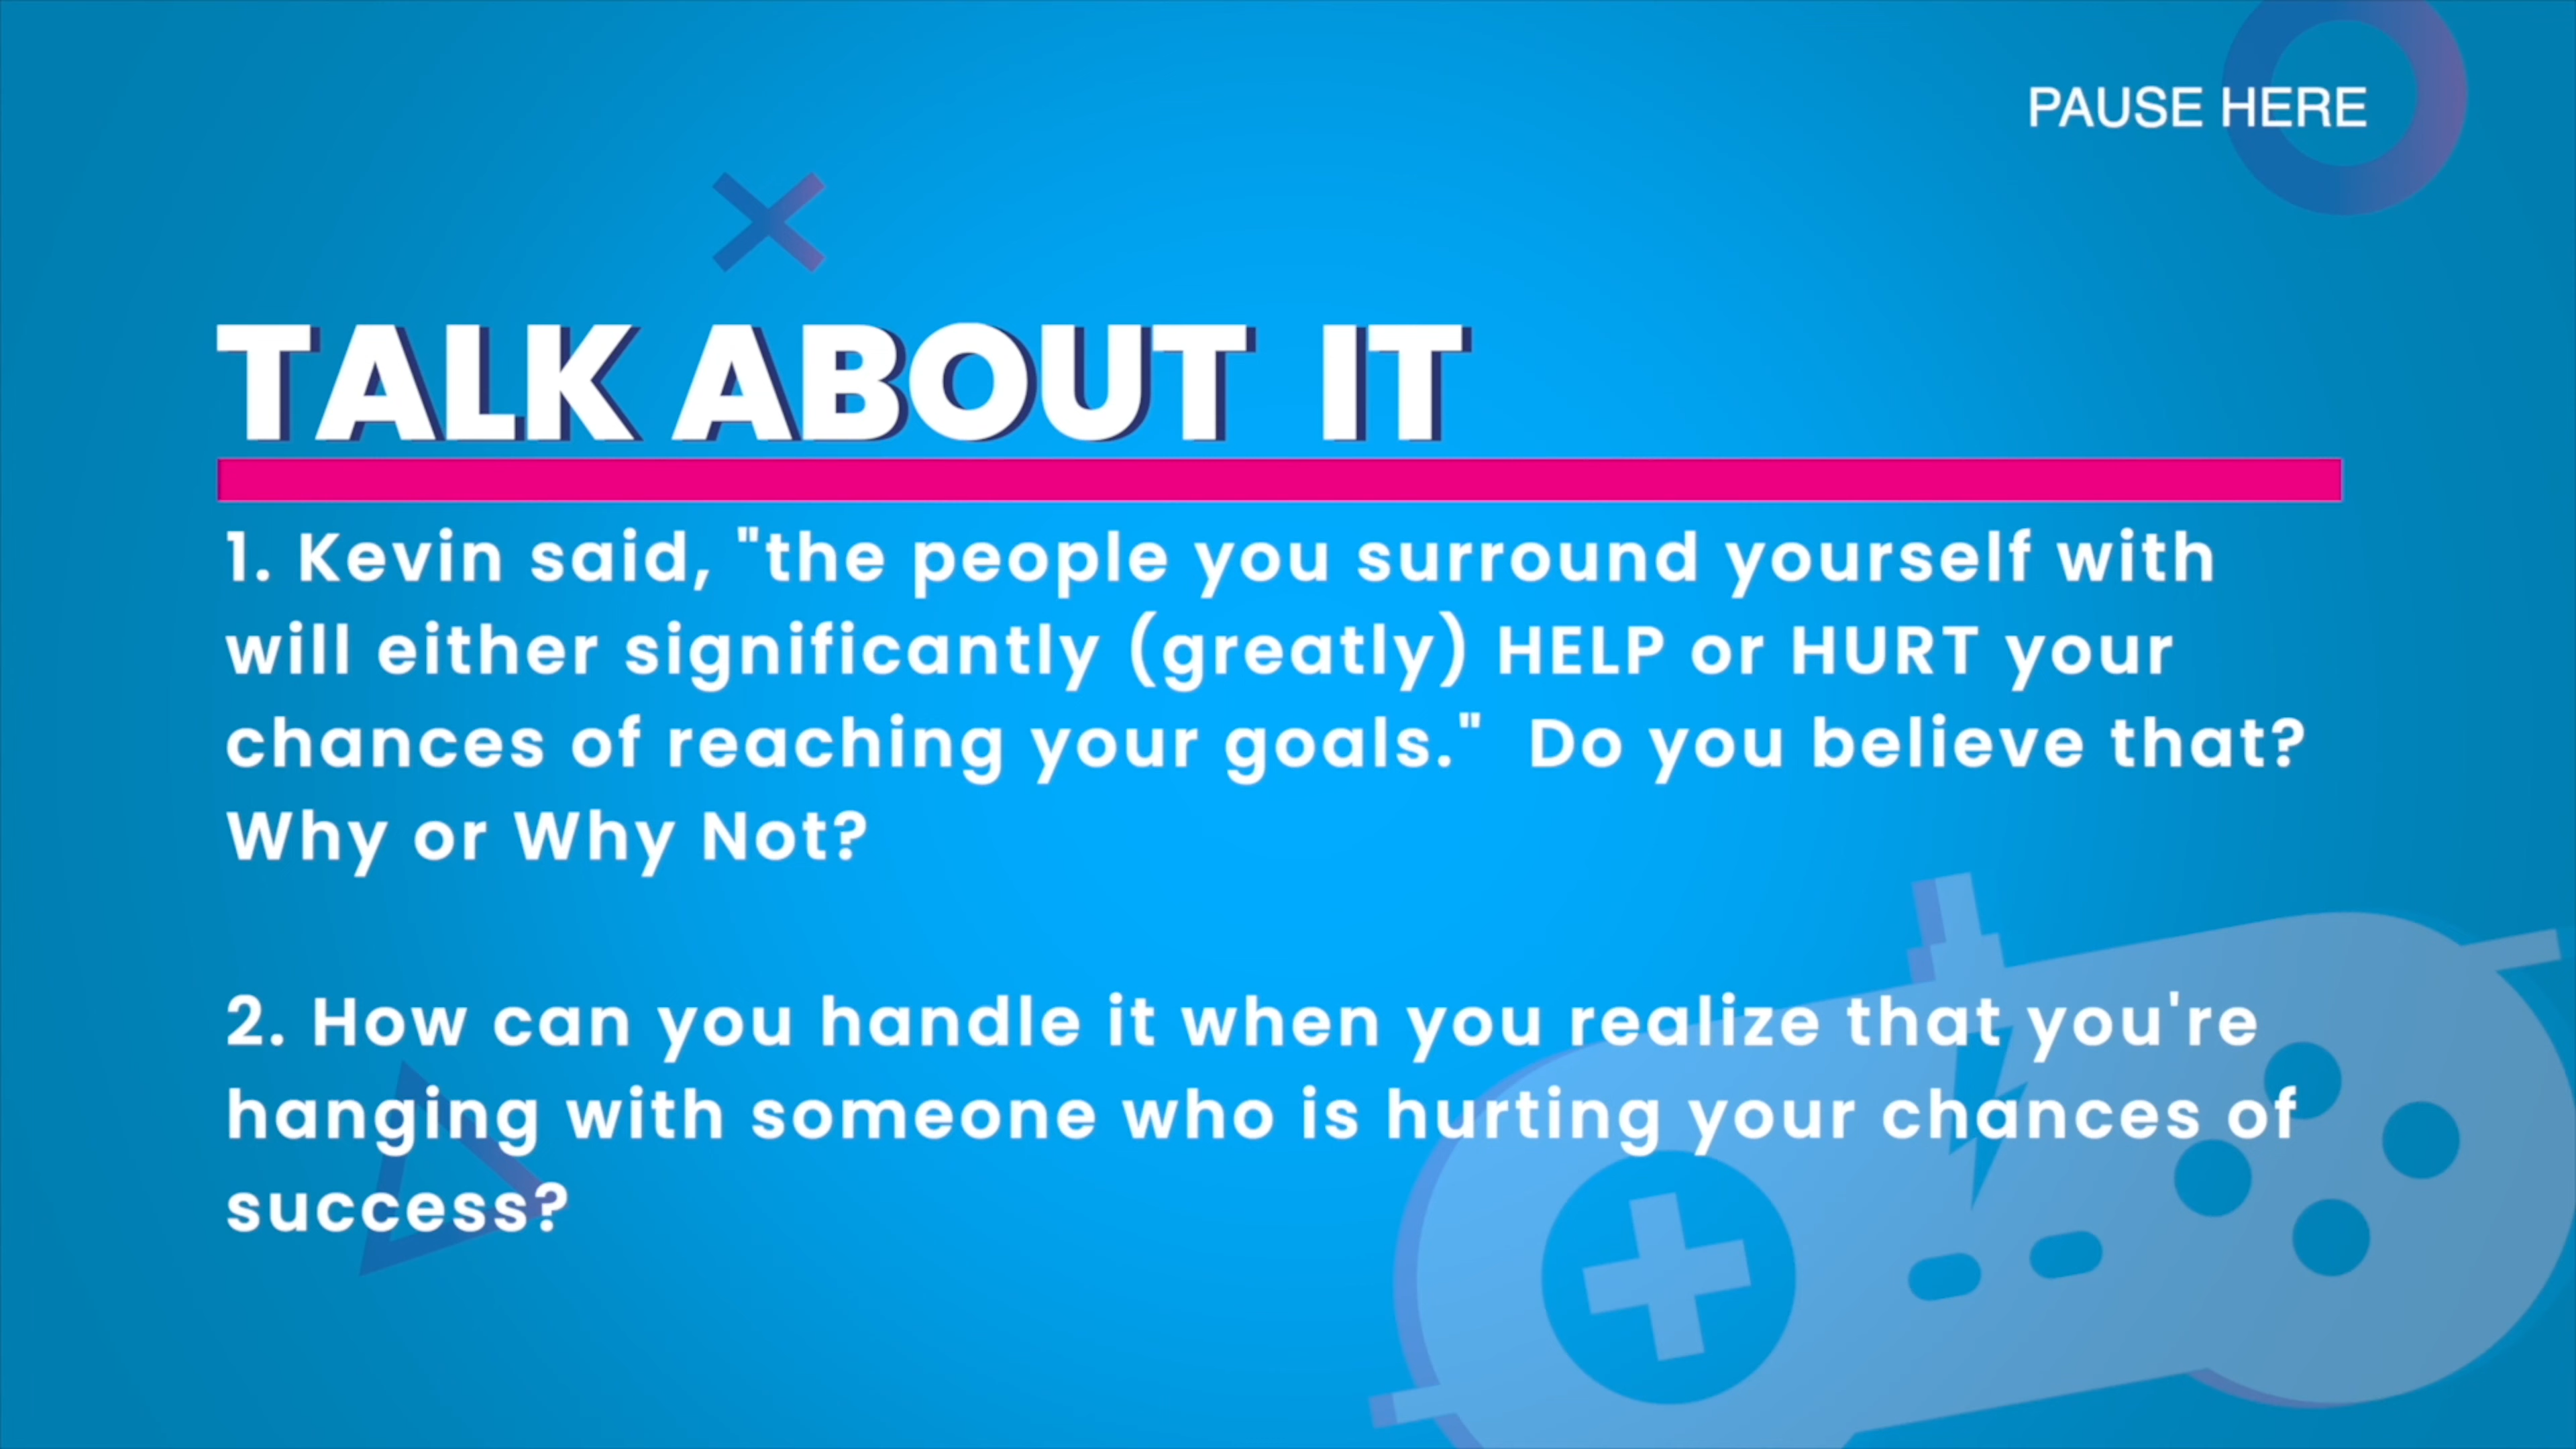 PAUSE HERE
TALK ABOUT IT
1. Kevin said, "the people you surround yourself with
will either significantly (greatly) HELP or HURT your
chances of reaching your goals."  Do you believe that?
Why or Why Not?
2. How can you handle it when you realize that you're
hanging with someone who is hurting your chances of
success?